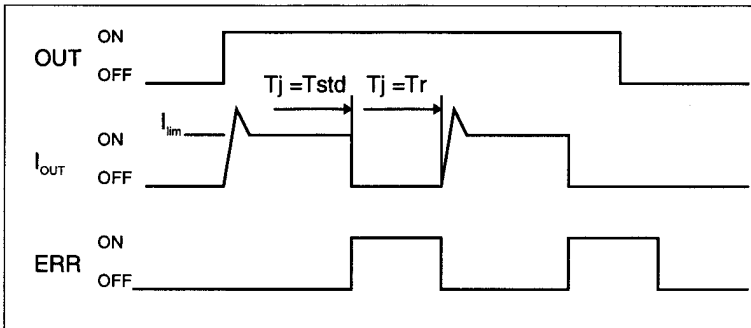 OUT ON
OFF
Tj =Tstd Tj =Tr
Ilim
IOUT ON
OFF
ERR ON
OFF